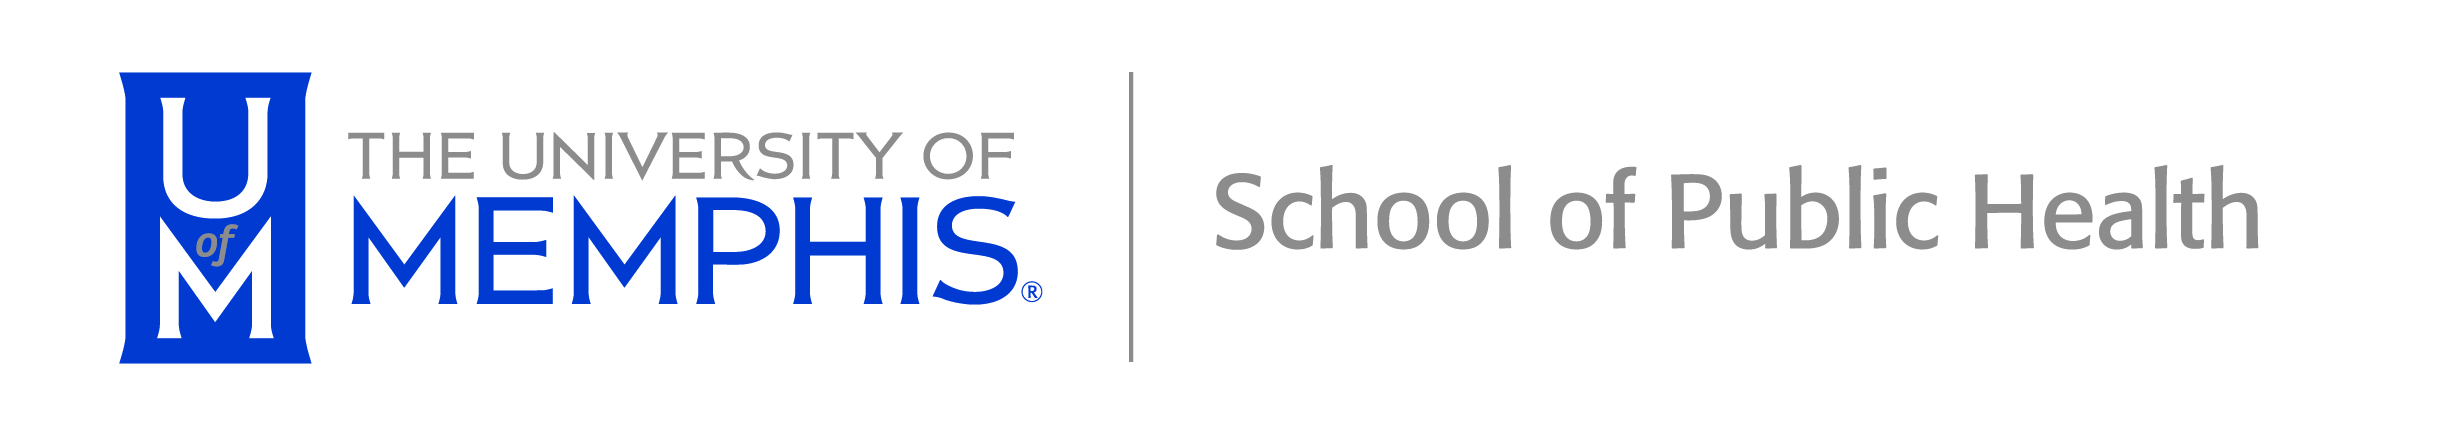 U
of
M
THE UNIVERSITY OF
MEMPHIS®
School of Public Health